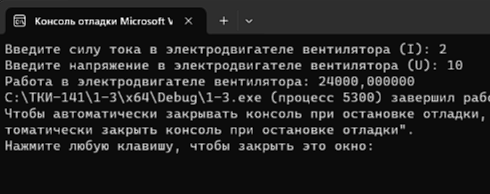 Консоль отладки Microsoft V
Введите силу тока в электродвигателе вентилятора (I): 2
Введите напряжение в электродвигателе вентилятора (U): 10
Работа в электродвигателе вентилятора: 24000,000000
C:\ТКИ-141\1-3\x64\Debug\1-3.exe (процесс 5300) завершил рабо
Чтобы автоматически закрывать консоль при остановке отладки,
томатически закрыть консоль при остановке отладки".
Нажмите любую клавишу, чтобы закрыть это окно: